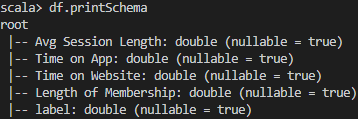 scala> df.printSchema
root
 |-- Avg Session Length: double (nullable = true)
 |-- Time on App: double (nullable = true)
 |-- Time on Website: double (nullable = true)
 |-- Length of Membership: double (nullable = true)
 |-- label: double (nullable = true)